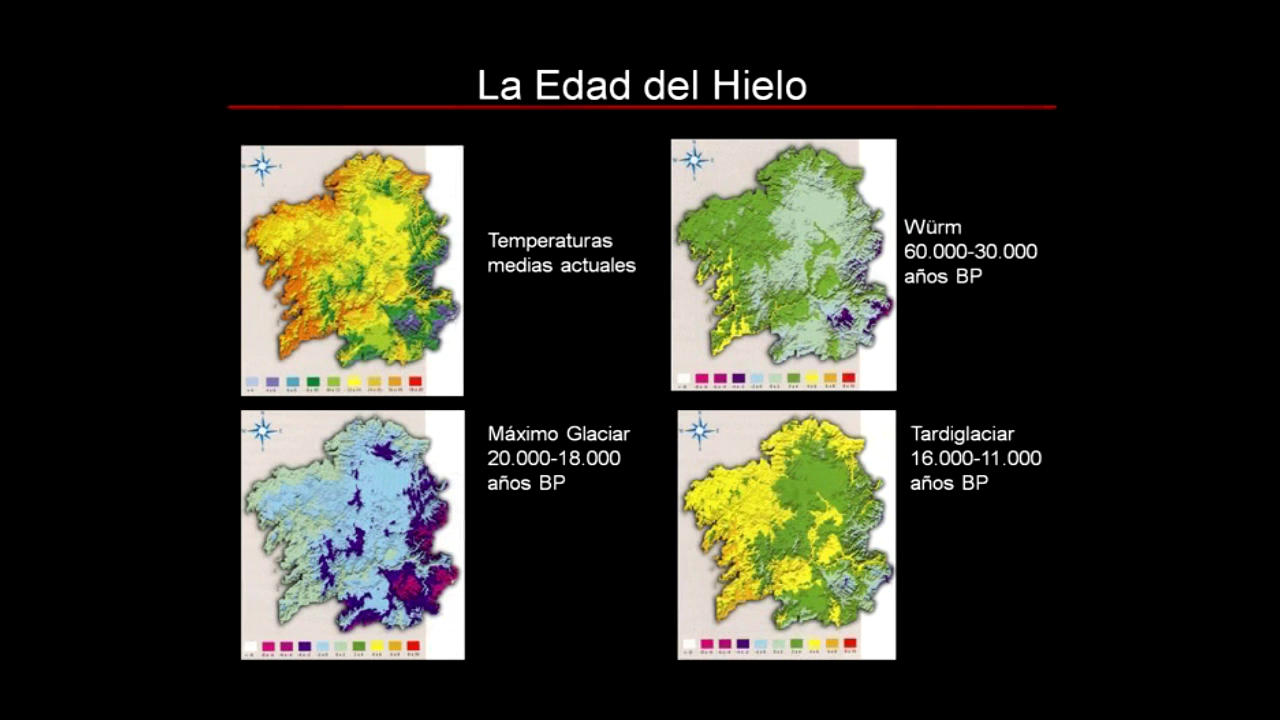 La Edad del Hielo
Temperaturas
medias actuales
Würm
60.000-30.000
años BP
Máximo Glaciar
20.000-18.000
años BP
Tardiglaciar
16.000-11.000
años BP